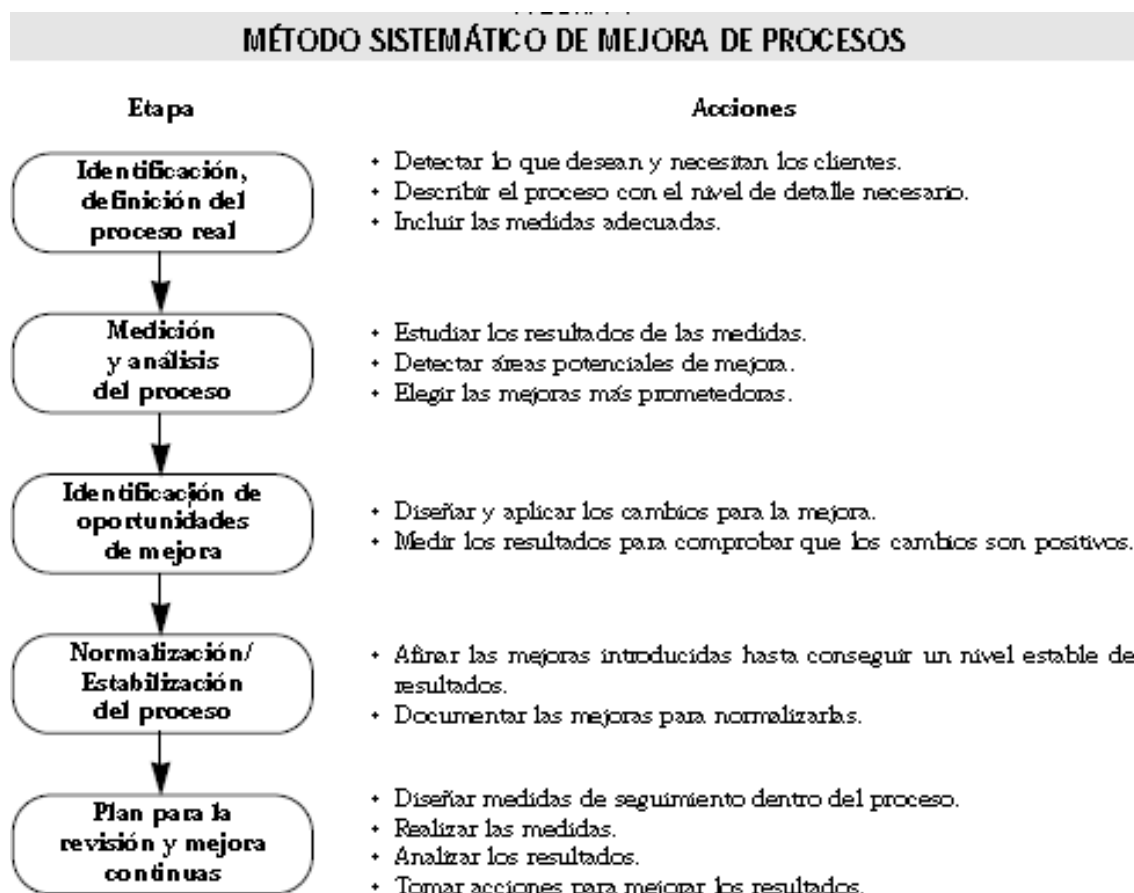 MÉTODO SISTEMÁTICO DE MEJORA DE PROCESOS
Etapa
Acciones
Identificación,
definición del
proceso real
• Detectar lo que desean y necesitan los clientes.
• Describir el proceso con el nivel de detalle necesario.
• Incluir las medidas adecuadas.
Medición
y análisis
del proceso
• Estudiar los resultados de las medidas.
• Detectar áreas potenciales de mejora.
• Elegir las mejoras más prometedoras.
Identificación de
oportunidades
de mejora
• Diseñar y aplicar los cambios para la mejora.
• Medir los resultados para comprobar que los cambios son positivos.
Normalización/
Estabilización
del proceso
• Afinar las mejoras introducidas hasta conseguir un nivel estable de
resultados.
• Documentar las mejoras para normalizarlas.
Plan para la
revisión y mejora
continuas
• Diseñar medidas de seguimiento dentro del proceso.
• Realizar las medidas.
• Analizar los resultados.
• Tomar acciones para mejorar los resultados.